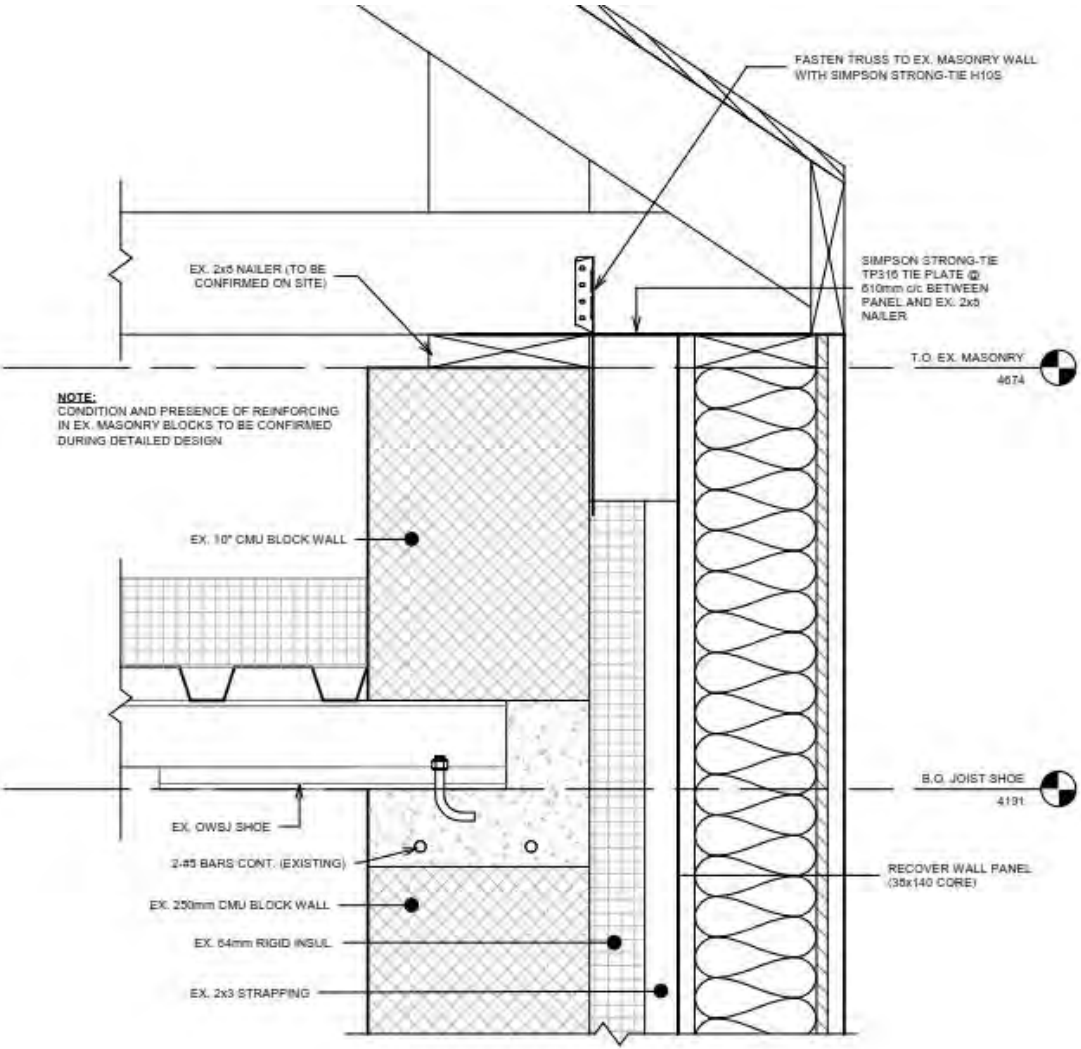 FASTEN TRUSS TO EX. MASONRY WALL
WITH SIMPSON STRONG-TIE H10S
EX. 2x6 NAILER (TO BE
CONFIRMED ON SITE)
SIMPSON STRONG-TIE
TP316 TIE PLATE @
610mm c/c BETWEEN
PANEL AND EX. 2x6
NAILER
T.O. EX. MASONRY
4674
NOTE:
CONDITION AND PRESENCE OF REINFORCING
IN EX. MASONRY BLOCKS TO BE CONFIRMED
DURING DETAILED DESIGN
EX. 10" CMU BLOCK WALL
B.O. JOIST SHOE
4191
EX. OWSJ SHOE
2-#5 BARS CONT. (EXISTING)
RECOVER WALL PANEL
(38x140 CORE)
EX. 250mm CMU BLOCK WALL
EX. 64mm RIGID INSUL.
EX. 2x3 STRAPPING